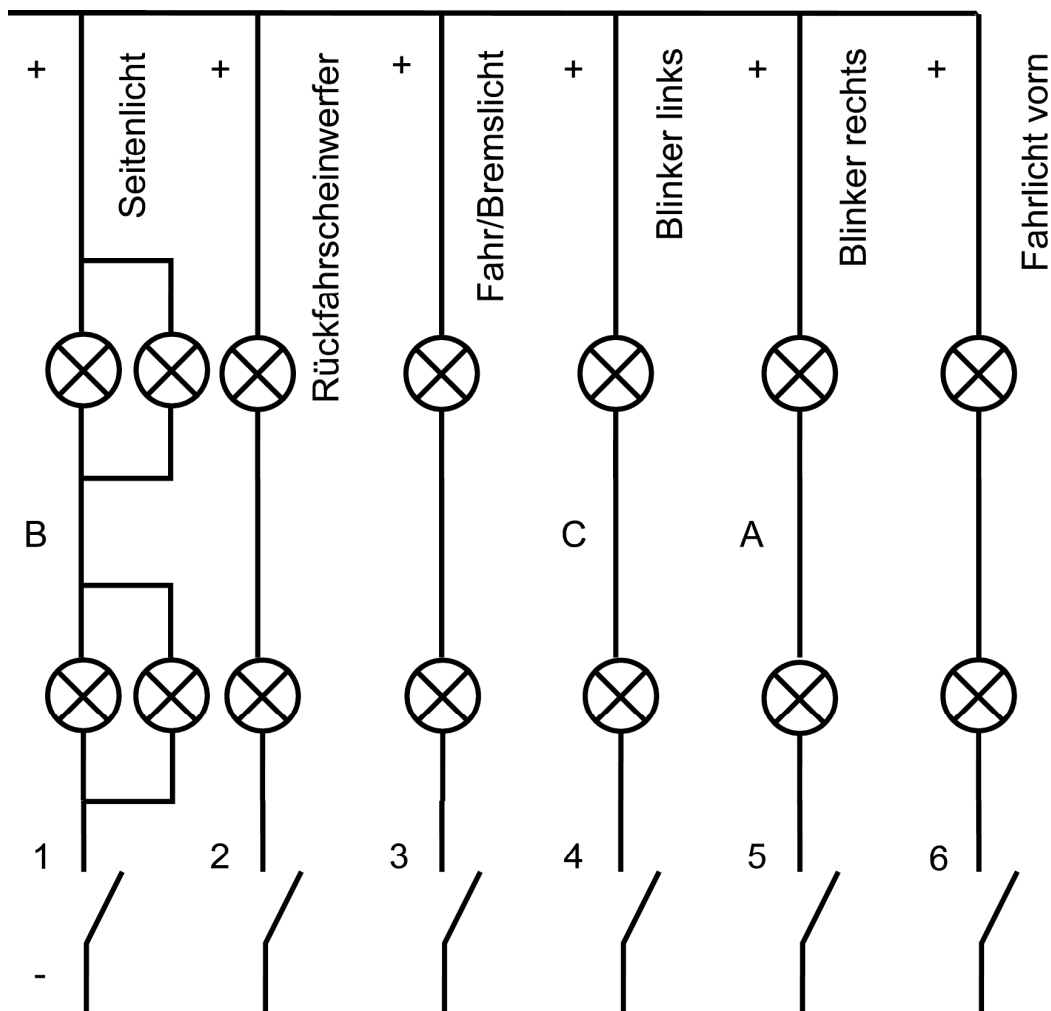 +
Seitenlicht
+
Rückfahrscheinwerfer
+
Fahr/Bremslicht
+
Blinker links
+
Blinker rechts
+
Fahrlicht vorn
B
C
A
1
2
3
4
5
6
-